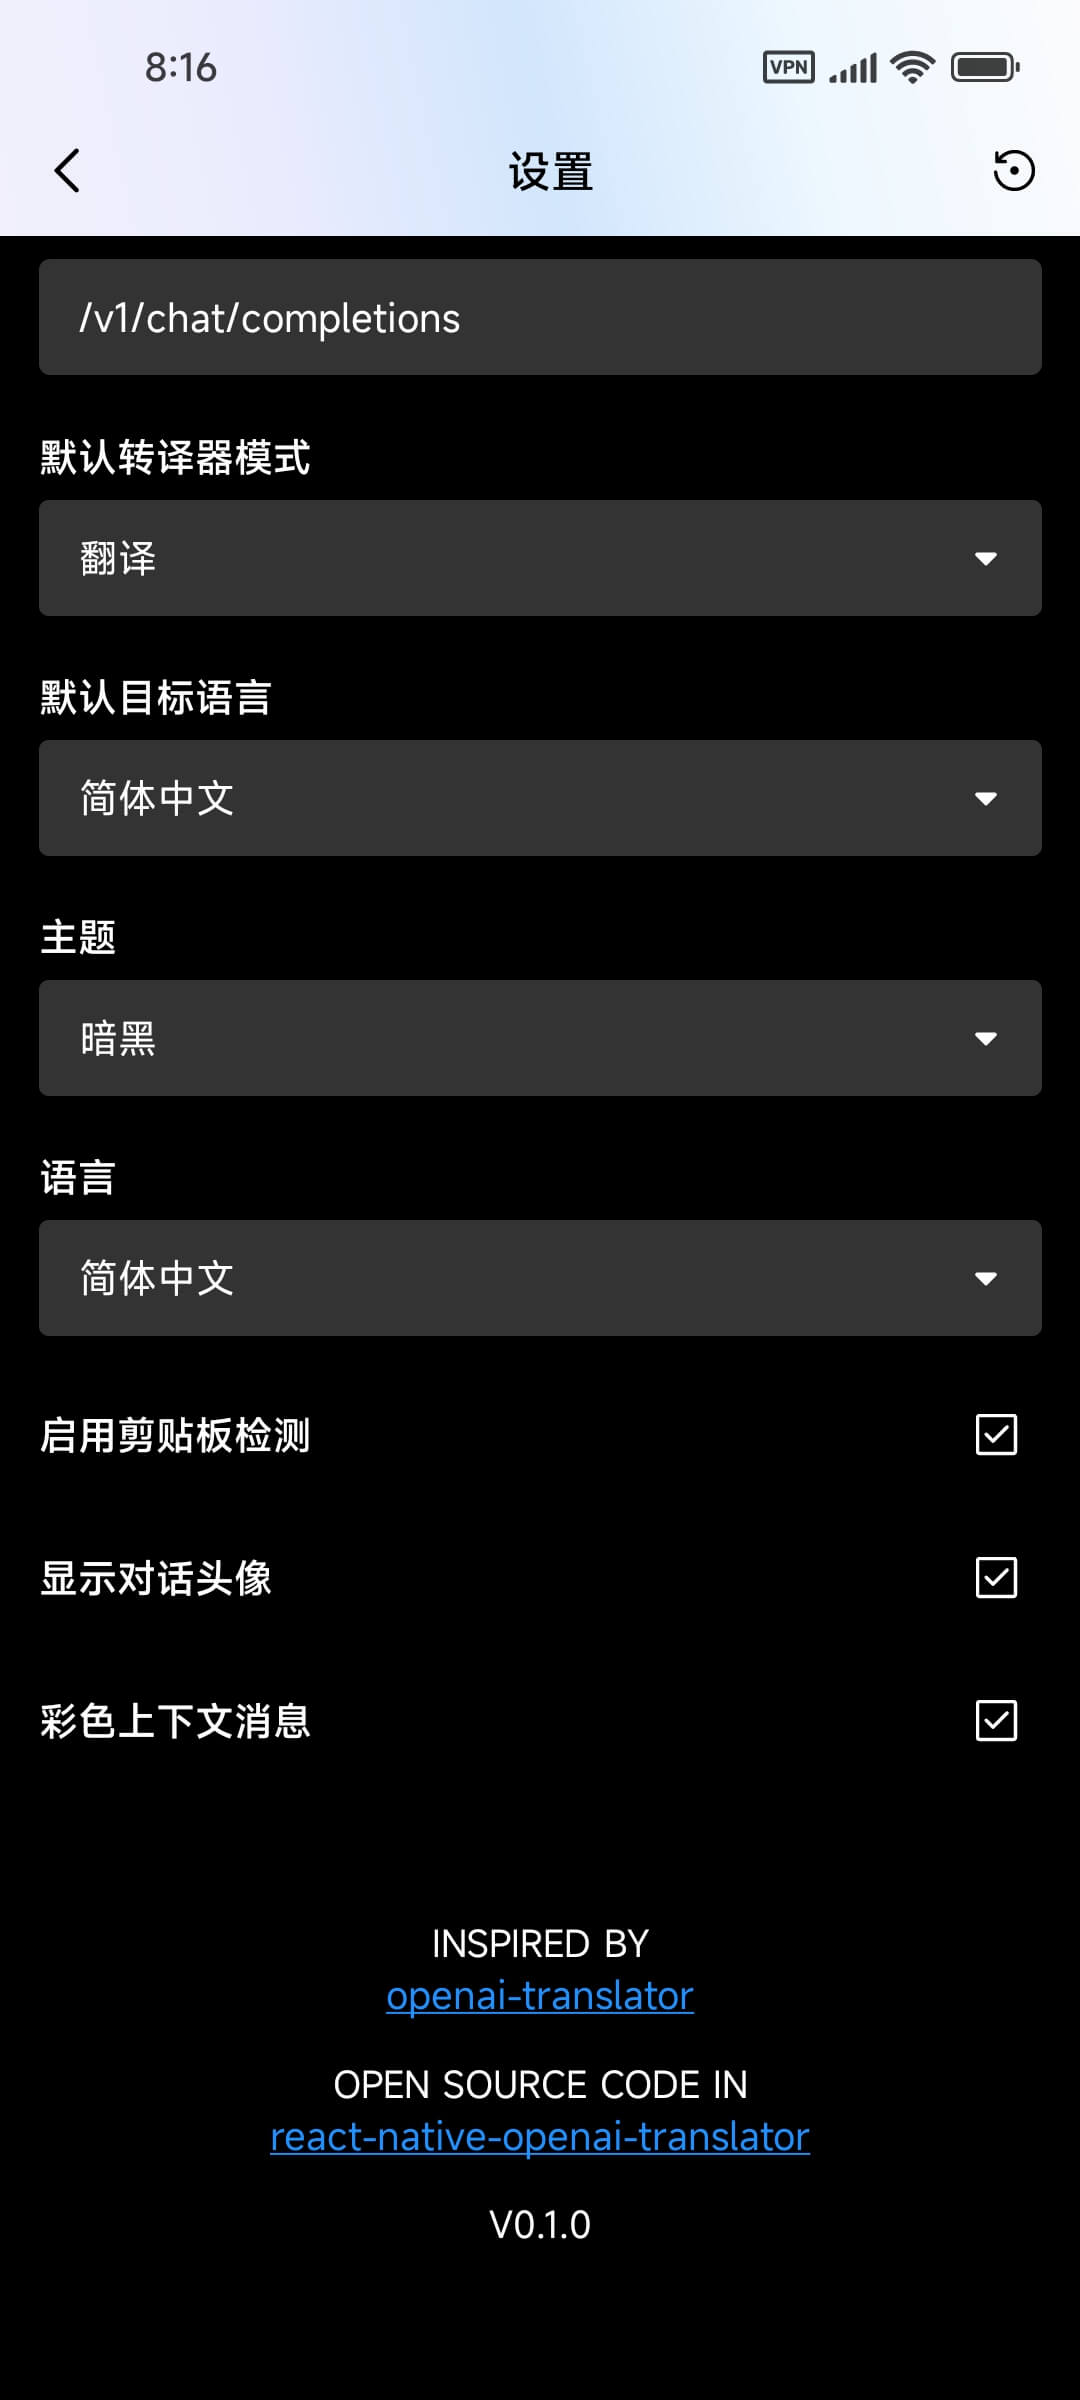 8:16
VPN
设置
/v1/chat/completions
默认转译器模式
翻译
默认目标语言
简体中文
主题
暗黑
语言
简体中文
启用剪贴板检测
显示对话头像
彩色上下文消息
INSPIRED BY
openai-translator
OPEN SOURCE CODE IN
react-native-openai-translator
V0.1.0